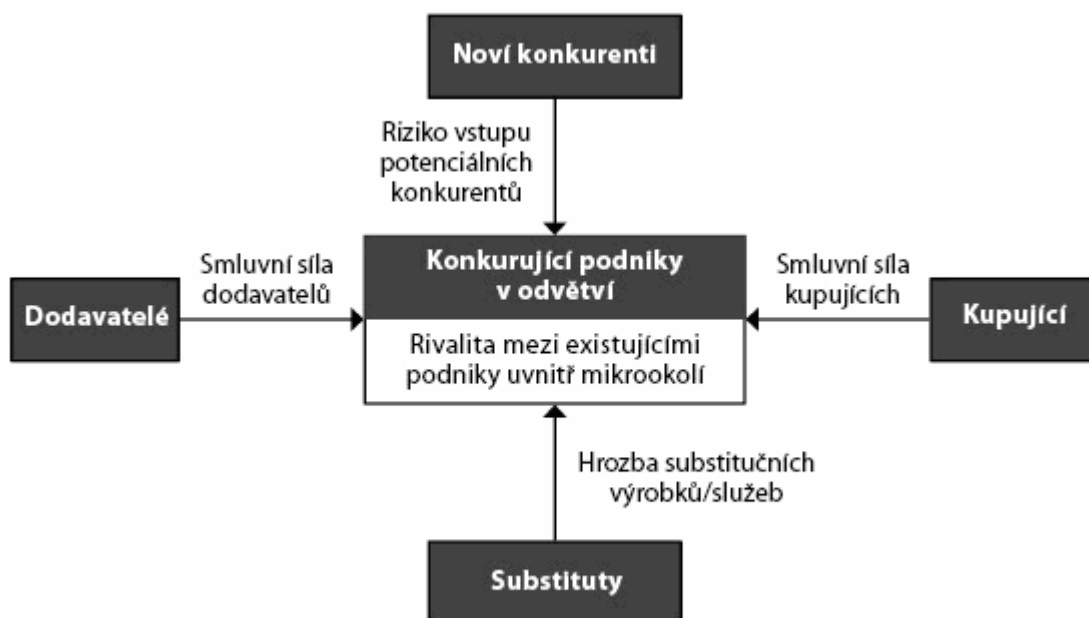 Noví konkurenti
Riziko vstupu
potenciálních
konkurentů
Smluvní síla
dodavatelů
Dodavatelé
Konkurující podniky
v odvětví
Rivalita mezi existujícími
podniky uvnitř mikrookolí
Smluvní síla
kupujících
Kupující
Hrozba substitučních
výrobků/služeb
Substituty